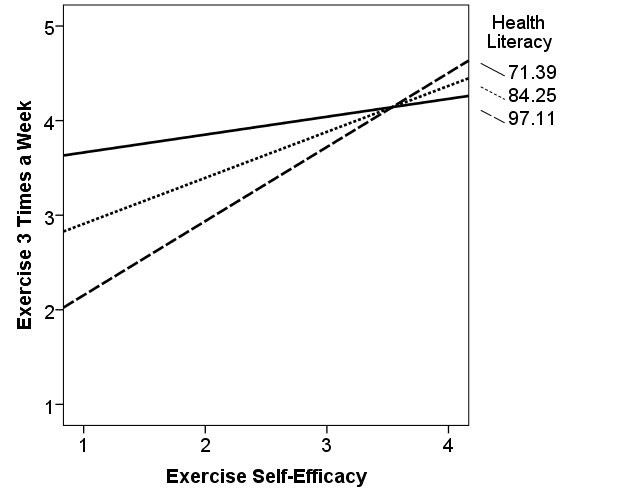 Health
Literacy
71.39
84.25
97.11
5
4
3
2
1
Exercise 3 Times a Week
1 2 3 4
Exercise Self-Efficacy